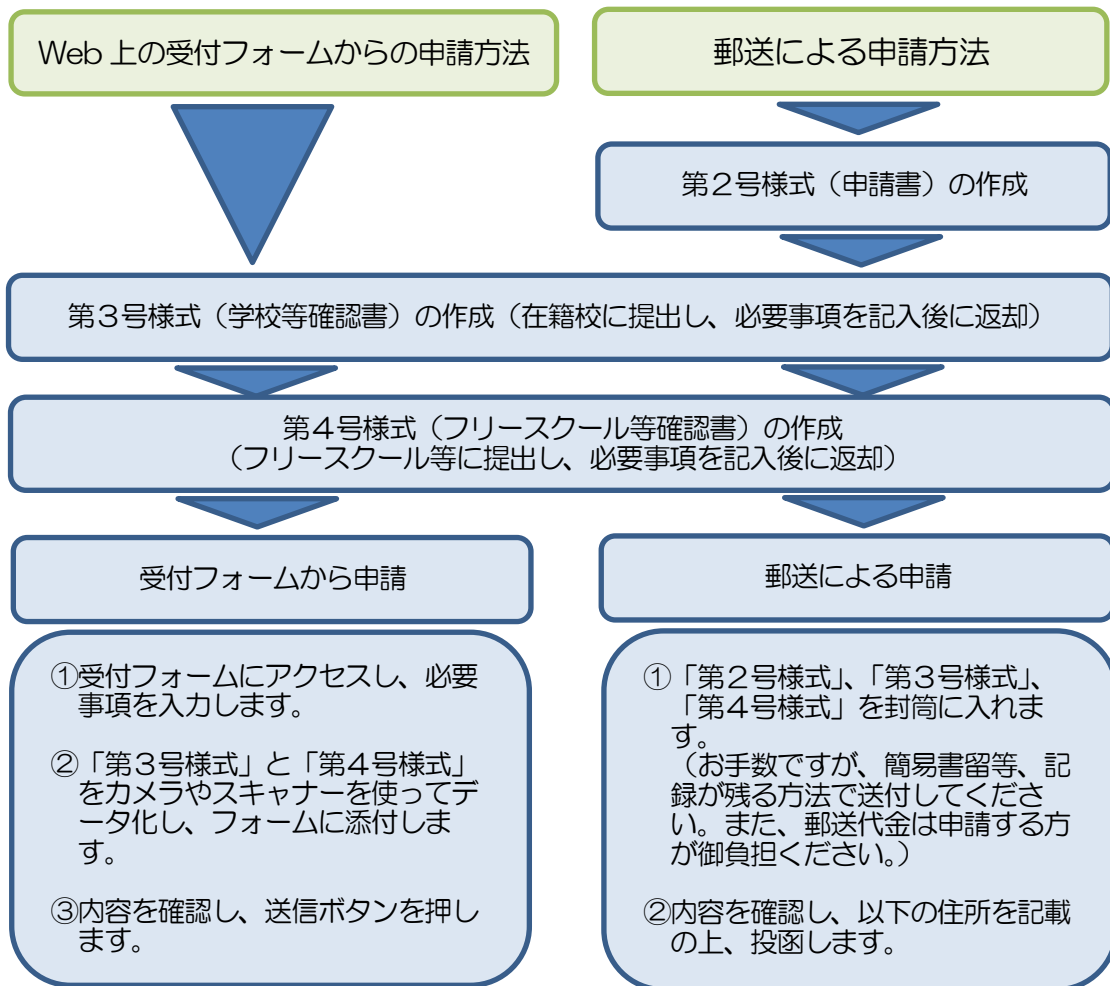 Web 上の受付フォームからの申請方法
郵送による申請方法
第2号様式（申請書）の作成
第3号様式（学校等確認書）の作成（在籍校に提出し、必要事項を記入後に返却）
第4号様式（フリースクール等確認書）の作成
（フリースクール等に提出し、必要事項を記入後に返却）
受付フォームから申請
①受付フォームにアクセスし、必要
事項を入力します。
②「第3号様式」と「第4号様式」
をカメラやスキャナーを使ってデ
ータ化し、フォームに添付しま
す。
③内容を確認し、送信ボタンを押し
ます。
郵送による申請
①「第2号様式」、「第3号様式」、
「第4号様式」を封筒に入れま
す。
（お手数ですが、簡易書留等、記
録が残る方法で送付してくださ
い。また、郵送代金は申請する方
が御負担ください。）
②内容を確認し、以下の住所を記載
の上、投函します。